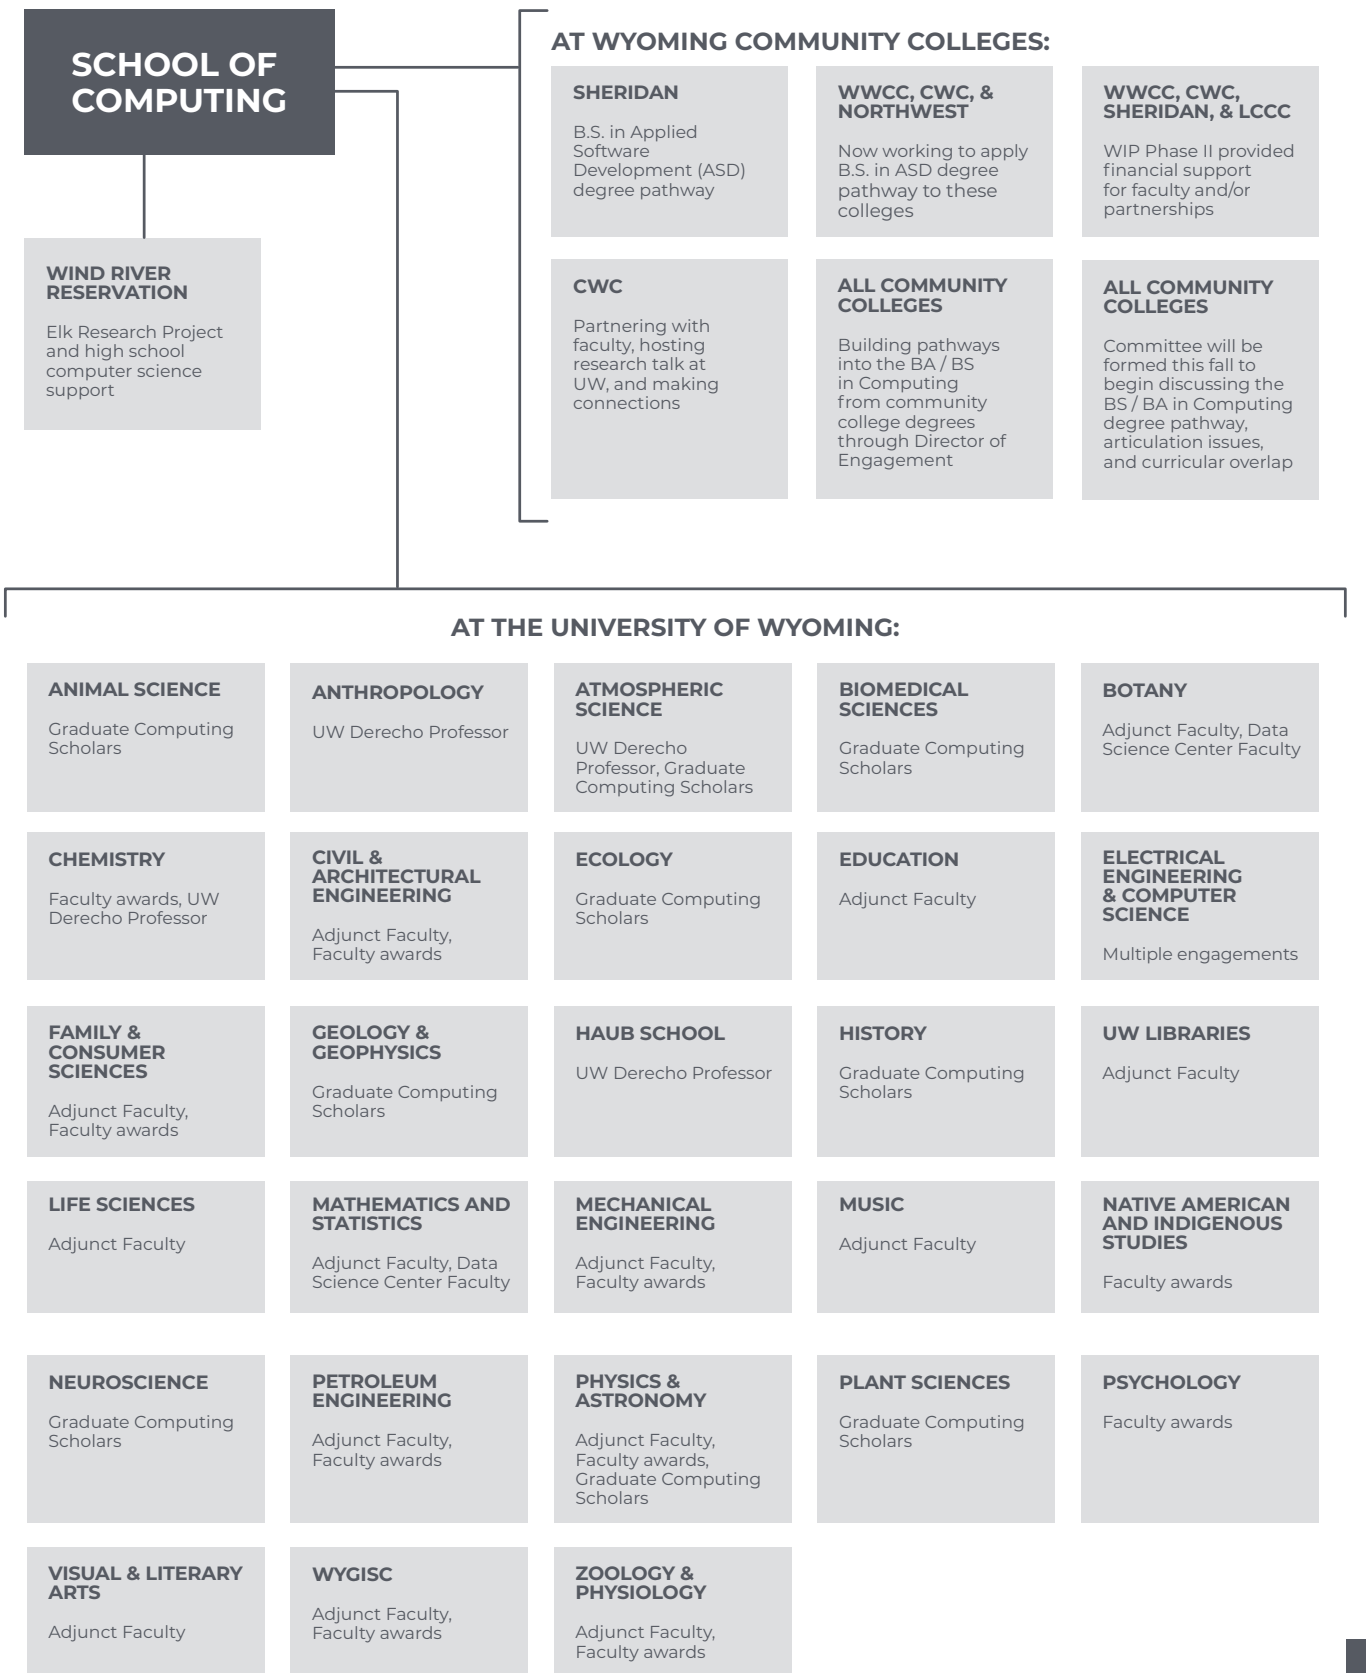 SCHOOL OF
COMPUTING
WIND RIVER
RESERVATION
Elk Research Project
and high school
computer science
support
AT WYOMING COMMUNITY COLLEGES:
SHERIDAN
B.S. in Applied
Software
Development (ASD)
degree pathway
WWCC, CWC, &
NORTHWEST
Now working to apply
B.S. in ASD degree
pathway to these
colleges
WWCC, CWC,
SHERIDAN, & LCCC
WIP Phase II provided
financial support
for faculty and/or
partnerships
CWC
Partnering with
faculty, hosting
research talk at
UW, and making
connections
ALL COMMUNITY
COLLEGES
Building pathways
into the BA / BS
in Computing
from community
college degrees
through Director of
Engagement
ALL COMMUNITY
COLLEGES
Committee will be
formed this fall to
begin discussing the
BS / BA in Computing
degree pathway,
articulation issues,
and curricular overlap
AT THE UNIVERSITY OF WYOMING:
ANIMAL SCIENCE
Graduate Computing
Scholars
ANTHROPOLOGY
UW Derecho Professor
ATMOSPHERIC
SCIENCE
UW Derecho
Professor, Graduate
Computing Scholars
BIOMEDICAL
SCIENCES
Graduate Computing
Scholars
BOTANY
Adjunct Faculty, Data
Science Center Faculty
CHEMISTRY
Faculty awards, UW
Derecho Professor
CIVIL &
ARCHITECTURAL
ENGINEERING
Adjunct Faculty,
Faculty awards
ECOLOGY
Graduate Computing
Scholars
EDUCATION
Adjunct Faculty
ELECTRICAL
ENGINEERING
& COMPUTER
SCIENCE
Multiple engagements
FAMILY &
CONSUMER
SCIENCES
Adjunct Faculty,
Faculty awards
GEOLOGY &
GEOPHYSICS
Graduate Computing
Scholars
HAUB SCHOOL
UW Derecho Professor
HISTORY
Graduate Computing
Scholars
UW LIBRARIES
Adjunct Faculty
LIFE SCIENCES
Adjunct Faculty
MATHEMATICS AND
STATISTICS
Adjunct Faculty, Data
Science Center Faculty
MECHANICAL
ENGINEERING
Adjunct Faculty,
Faculty awards
MUSIC
Adjunct Faculty
NATIVE AMERICAN
AND INDIGENOUS
STUDIES
Faculty awards
NEUROSCIENCE
Graduate Computing
Scholars
PETROLEUM
ENGINEERING
Adjunct Faculty,
Faculty awards
PHYSICS &
ASTRONOMY
Adjunct Faculty,
Faculty awards,
Graduate Computing
Scholars
PLANT SCIENCES
Graduate Computing
Scholars
PSYCHOLOGY
Faculty awards
VISUAL & LITERARY
ARTS
Adjunct Faculty
WYGISC
Adjunct Faculty,
Faculty awards
ZOOLOGY &
PHYSIOLOGY
Adjunct Faculty,
Faculty awards